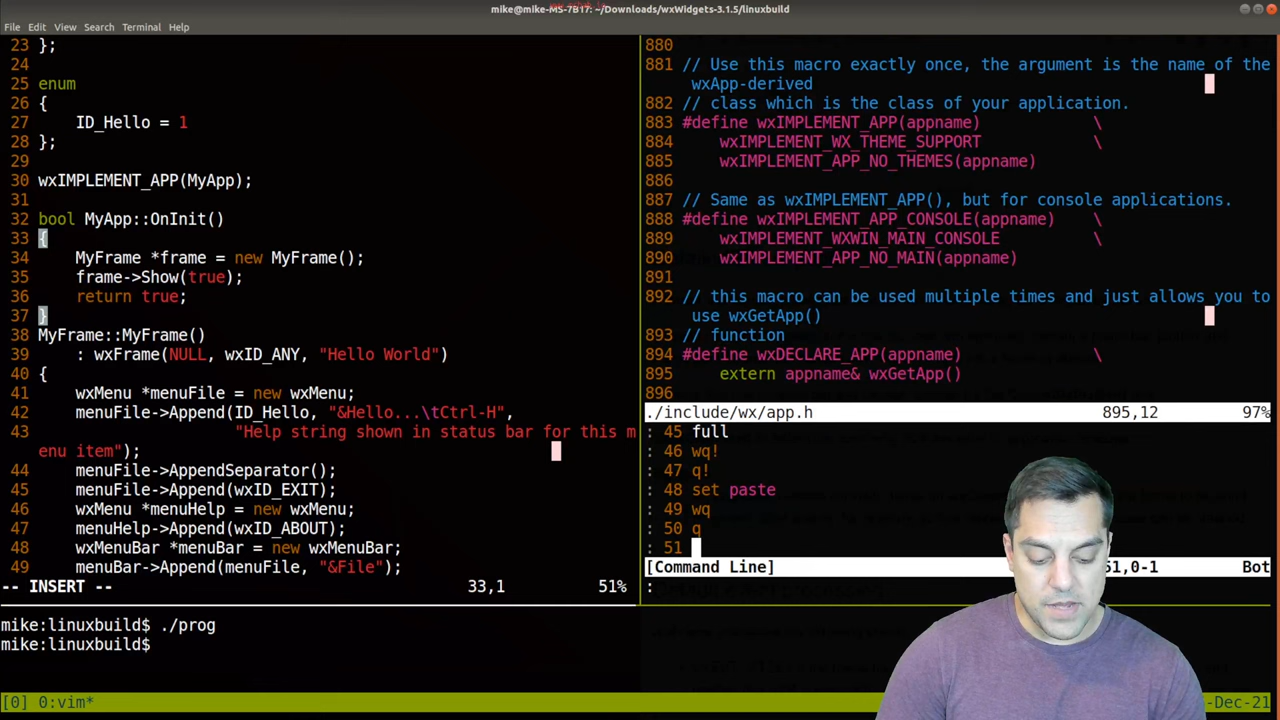 mike@mike-MS-7B17: ~/Downloads/wxWidgets-3.1.5/linuxbuild
File Edit View Search Terminal Help
23 };
24
25 enum
26 {
27     ID_Hello = 1
28 };
29
30 wxIMPLEMENT_APP(MyApp);
31
32 bool MyApp::OnInit()
33 {
34     MyFrame *frame = new MyFrame();
35     frame->Show(true);
36     return true;
37 }
38 MyFrame::MyFrame()
39     : wxFrame(NULL, wxID_ANY, "Hello World")
40 {
41     wxMenu *menuFile = new wxMenu;
42     menuFile->Append(ID_Hello, "&Hello...\tCtrl-H",
43                      "Help string shown in status bar for this m
enu item");
44     menuFile->AppendSeparator();
45     menuFile->Append(wxID_EXIT);
46     wxMenu *menuHelp = new wxMenu;
47     menuHelp->Append(wxID_ABOUT);
48     wxMenuBar *menuBar = new wxMenuBar;
49     menuBar->Append(menuFile, "&File");
-- INSERT -- 33,1 51%
880
881 // Use this macro exactly once, the argument is the name of the
wxApp-derived
882 // class which is the class of your application.
883 #define wxIMPLEMENT_APP(appname) \
884     wxIMPLEMENT_WX_THEME_SUPPORT \
885     wxIMPLEMENT_APP_NO_THEMES(appname)
886
887 // Same as wxIMPLEMENT_APP(), but for console applications.
888 #define wxIMPLEMENT_APP_CONSOLE(appname) \
889     wxIMPLEMENT_WXWIN_MAIN_CONSOLE \
890     wxIMPLEMENT_APP_NO_MAIN(appname)
891
892 // this macro can be used multiple times and just allows you to
use wxGetApp()
893 // function
894 #define wxDECLARE_APP(appname) \
895     extern appname& wxGetApp()
896
./include/wx/app.h 895,12 97%
: 45 full
: 46 wq!
: 47 q!
: 48 set paste
: 49 wq
: 50 q
: 51
[Command Line] 51,0-1 Bot
:
mike:linuxbuild$ ./prog
mike:linuxbuild$
[0] 0:vim* -Dec-21